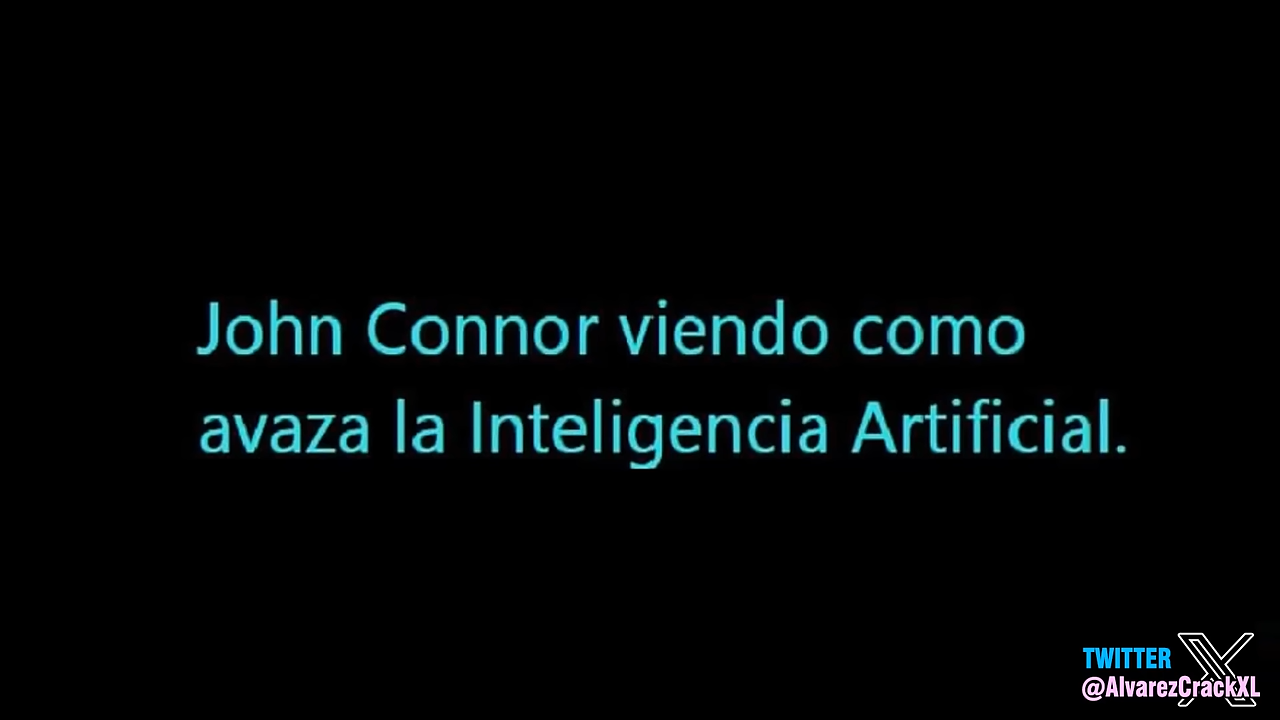 John Connor viendo como
avaza la Inteligencia Artificial.
TWITTER
@AlvarezCrackXL